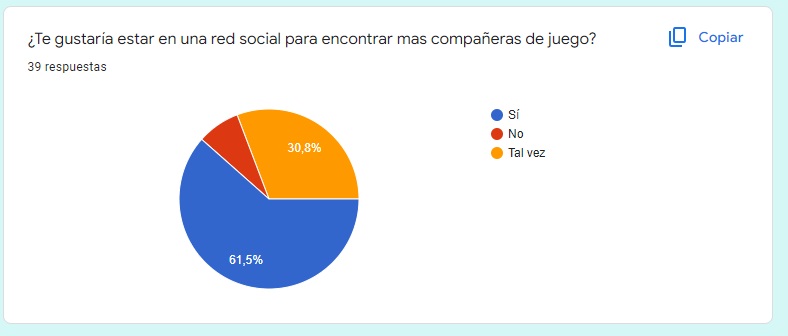 ¿Te gustaría estar en una red social para encontrar mas compañeras de juego?
Copiar
39 respuestas
Sí
No
Tal vez
30,8%
61,5%